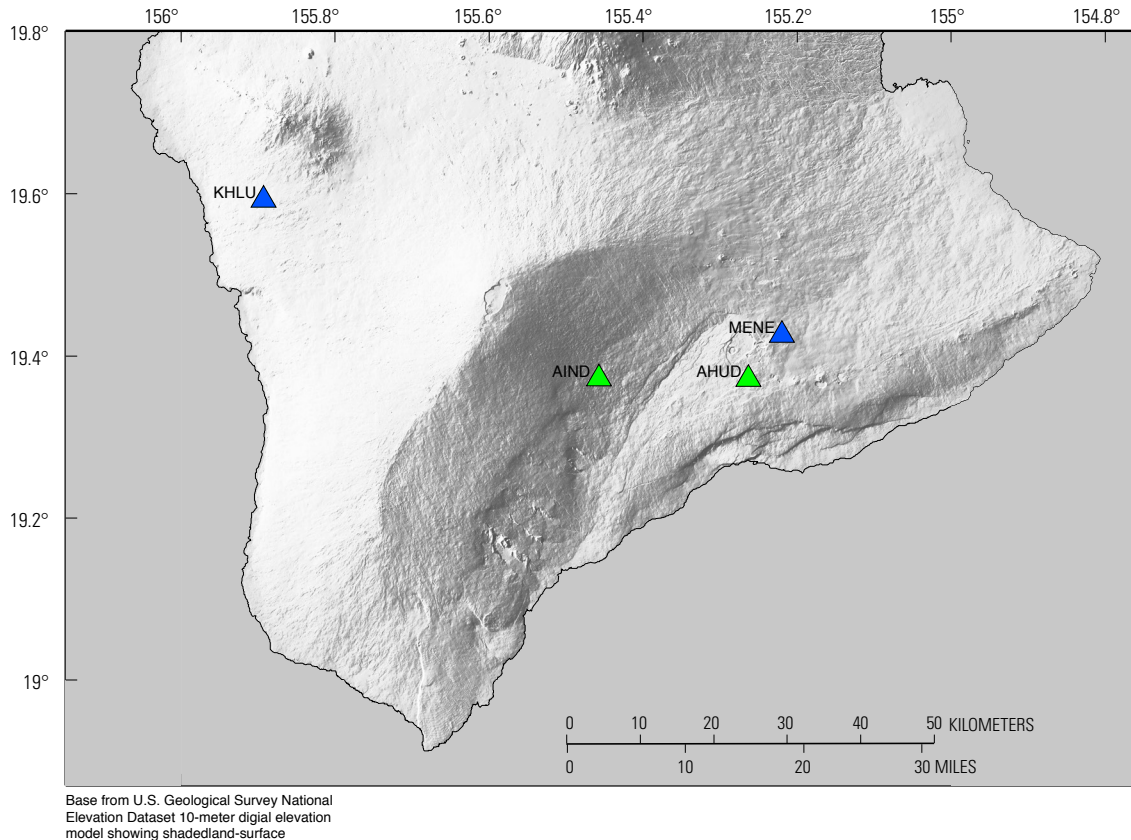 156° 155.8° 155.6° 155.4° 155.2° 155° 154.8°
19.8°
19.6°
KHLU
MENE
19.4°
AIND AHUD
19.2°
19°
0 10 20 30 40 50 KILOMETERS
0 10 20 30 MILES
Base from U.S. Geological Survey National
Elevation Dataset 10-meter digial elevation
model showing shadedland-surface